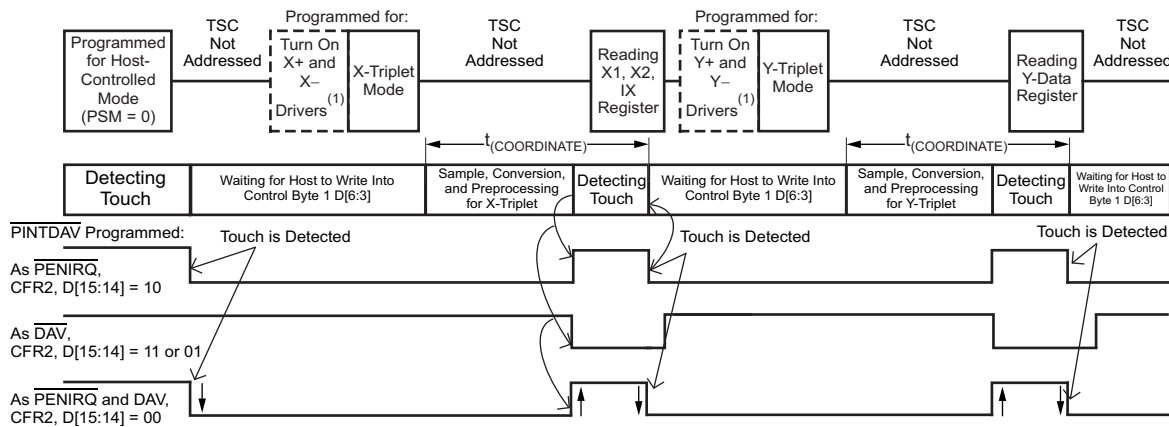 Programmed for:
Programmed for:
TSC
Not
Addressed
TSC
Not
Addressed
TSC
Not
Addressed
TSC
Not
Addressed
Programmed
for Host-
Controlled
Mode
(PSM = 0)
Turn On
X+ and
X–
Drivers(1)
X-Triplet
Mode
Reading
X1, X2,
IX
Register
Turn On
Y+ and
Y–
Drivers(1)
Y-Triplet
Mode
Reading
Y-Data
Register
t(COORDINATE)
t(COORDINATE)
Detecting
Touch
Waiting for Host to Write Into
Control Byte 1 D[6:3]
Sample, Conversion,
and Preprocessing
for X-Triplet
Detecting
Touch
Waiting for Host to Write Into
Control Byte 1 D[6:3]
Sample, Conversion,
and Preprocessing
for Y-Triplet
Detecting
Touch
Waiting for Host to
Write Into Control
Byte 1 D[6:3]
PINTDAV Programmed:
Touch is Detected
Touch is Detected
Touch is Detected
As PENIRQ,
CFR2, D[15:14] = 10
As DAV,
CFR2, D[15:14] = 11 or 01
As PENIRQ and DAV,
CFR2, D[15:14] = 00